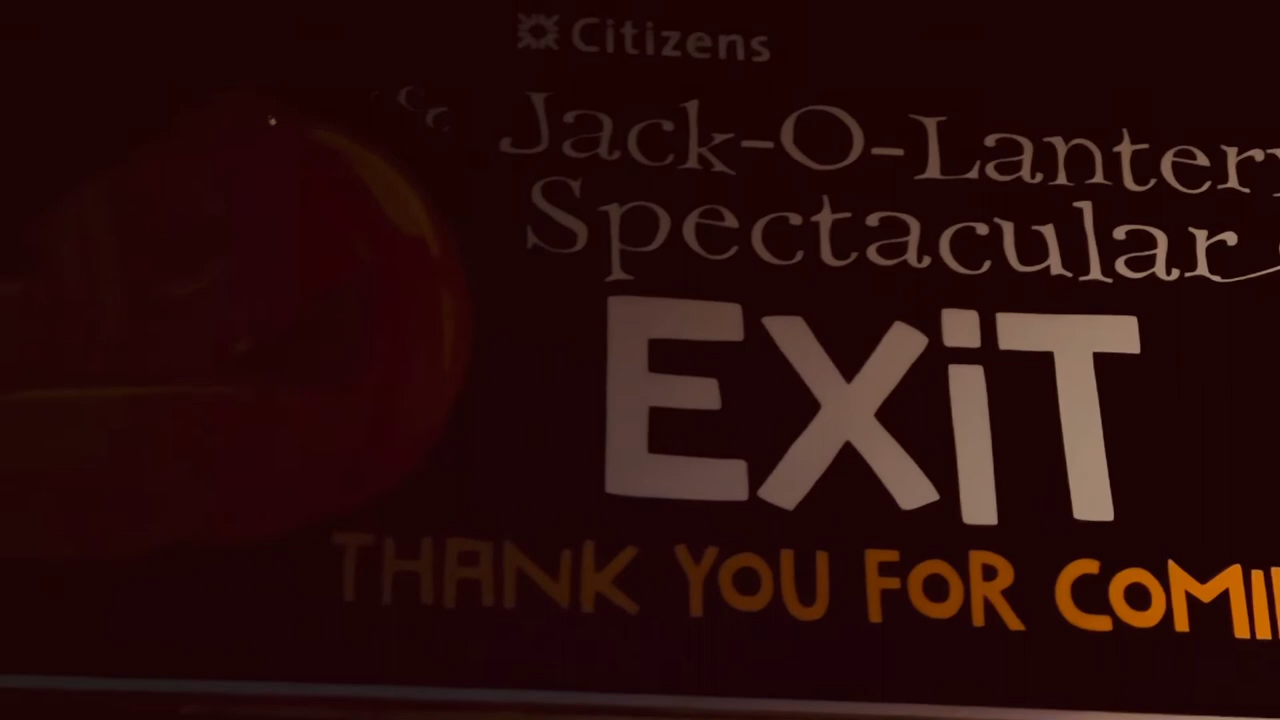 Citizens
Jack-O-Lantern
Spectacular
EXiT
THANK YOU FOR COMI